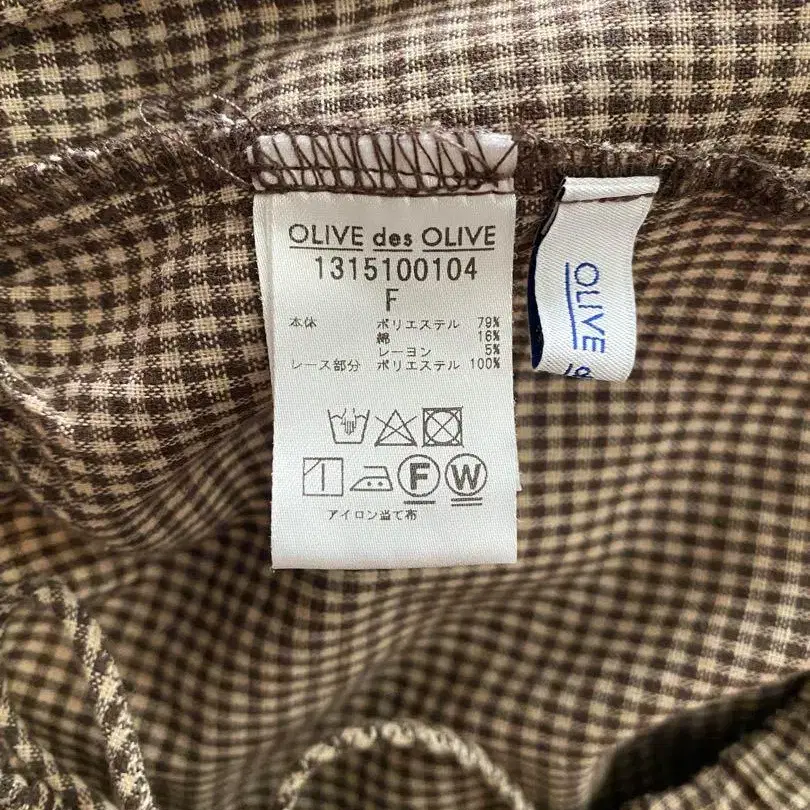 OLIVE des OLIVE
1315100104
F
本体 ポリエステル 79%
綿 16%
レーヨン 5%
レース部分 ポリエステル 100%
F W
アイロン当て布
OLIVE